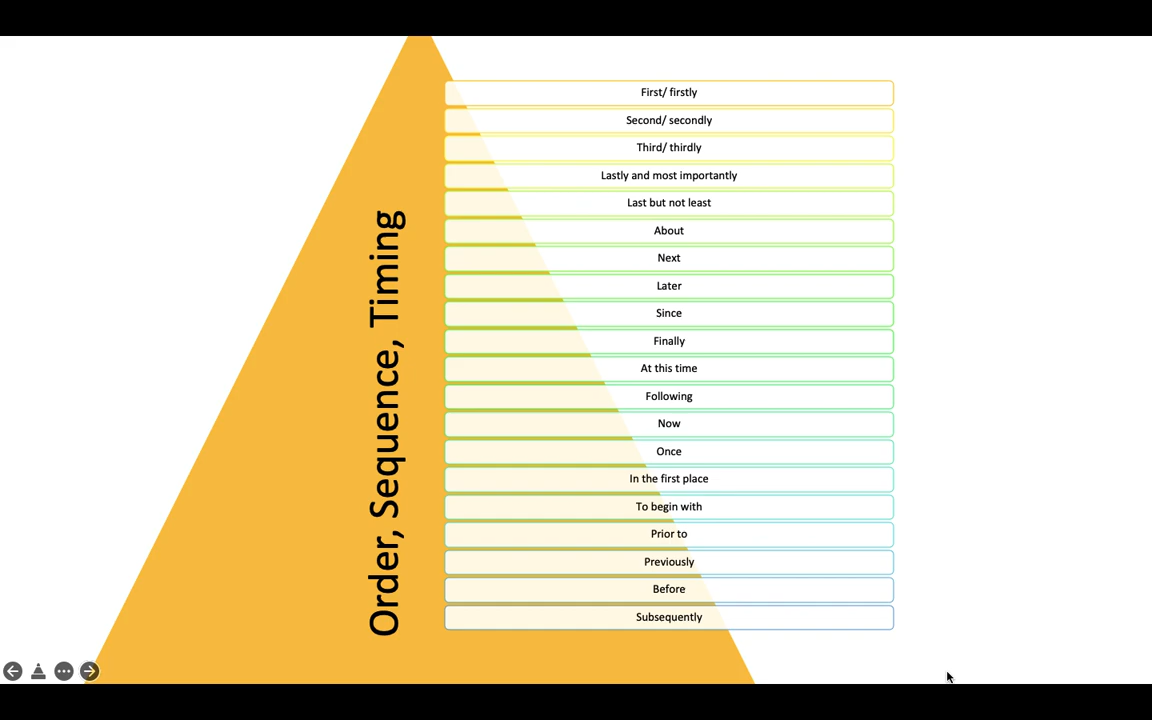 Order, Sequence, Timing
First/ firstly
Second/ secondly
Third/ thirdly
Lastly and most importantly
Last but not least
About
Next
Later
Since
Finally
At this time
Following
Now
Once
In the first place
To begin with
Prior to
Previously
Before
Subsequently